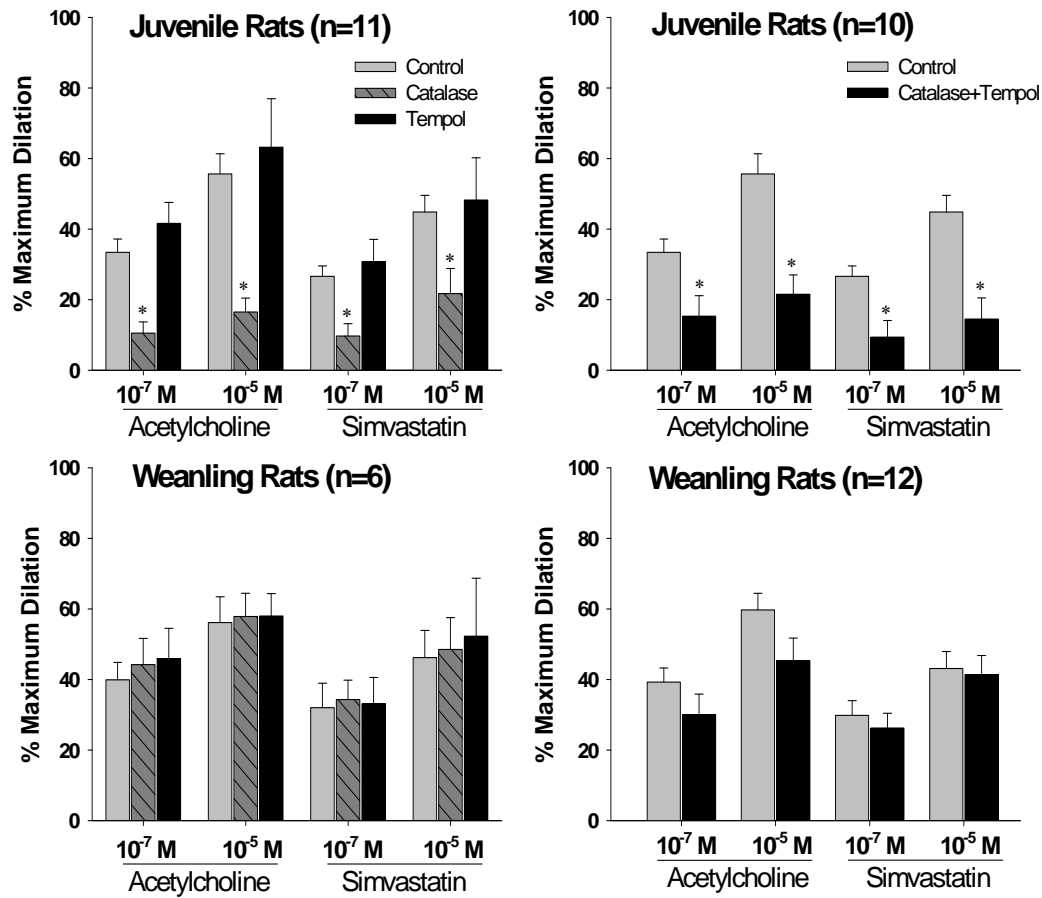 Juvenile Rats (n=11)
% Maximum Dilation
100
80
60
40
20
0
Control
Catalase
Tempol
*
*
*
*
10⁻⁷ M
10⁻⁵ M
10⁻⁷ M
10⁻⁵ M
Acetylcholine
Simvastatin
Juvenile Rats (n=10)
% Maximum Dilation
100
80
60
40
20
0
Control
Catalase+Tempol
*
*
*
*
10⁻⁷ M
10⁻⁵ M
10⁻⁷ M
10⁻⁵ M
Acetylcholine
Simvastatin
Weanling Rats (n=6)
% Maximum Dilation
100
80
60
40
20
0
10⁻⁷ M
10⁻⁵ M
10⁻⁷ M
10⁻⁵ M
Acetylcholine
Simvastatin
Weanling Rats (n=12)
% Maximum Dilation
100
80
60
40
20
0
10⁻⁷ M
10⁻⁵ M
10⁻⁷ M
10⁻⁵ M
Acetylcholine
Simvastatin